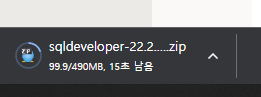 sqldeveloper-22.2.....zip
99.9/490MB, 15초 남음